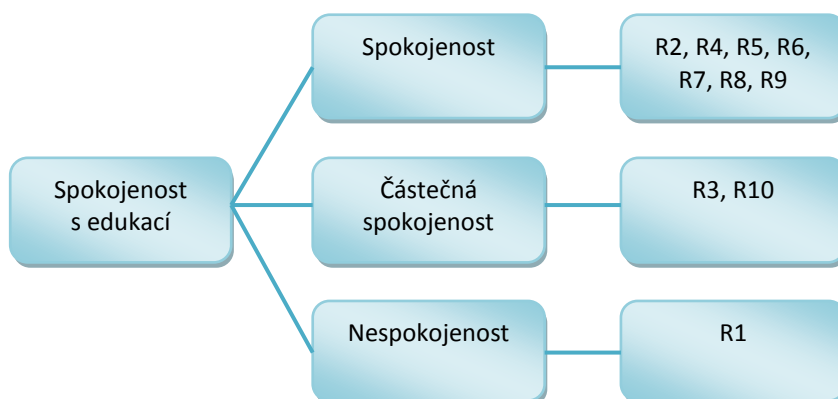 Spokojenost
s edukací
Spokojenost
R2, R4, R5, R6,
R7, R8, R9
Částečná
spokojenost
R3, R10
Nespokojenost
R1